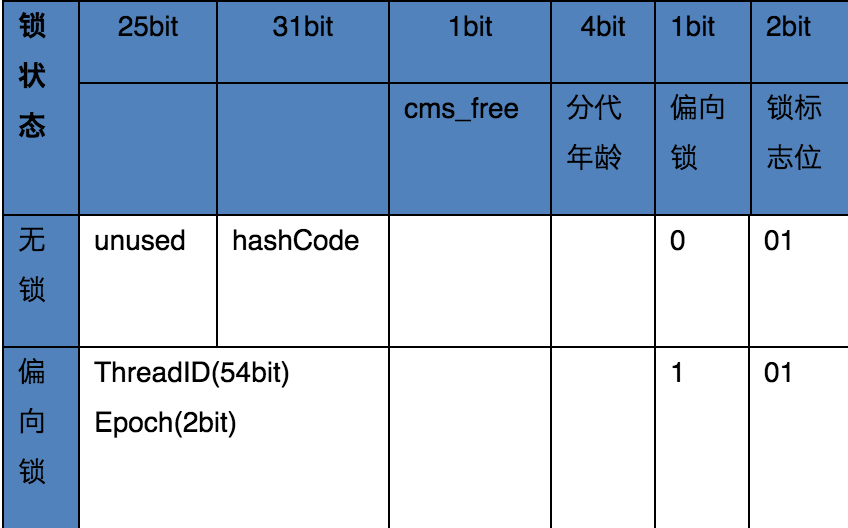 锁 25bit 31bit 1bit 4bit 1bit 2bit
状
态 cms_free 分代 偏向 锁标
年龄 锁 志位
无 unused hashCode 0 01
锁
偏 ThreadID(54bit) 1 01
向 Epoch(2bit)
锁